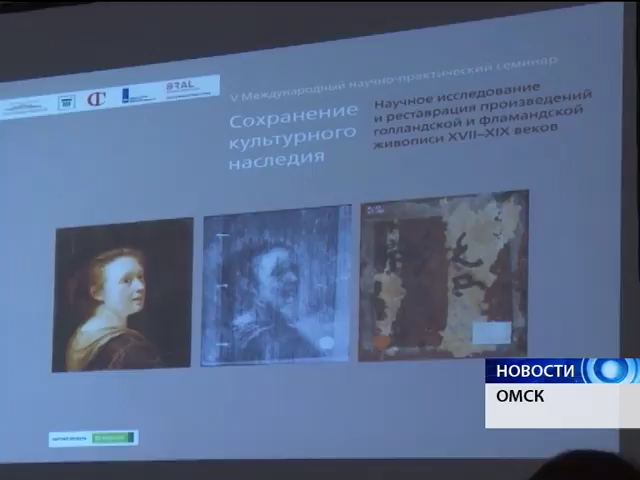 V Международный научно-практический семинар
Сохранение
культурного
наследия
Научное исследование
и реставрация произведений
голландской и фламандской
живописи XVII–XIX веков
BRAL
НОВОСТИ
ОМСК